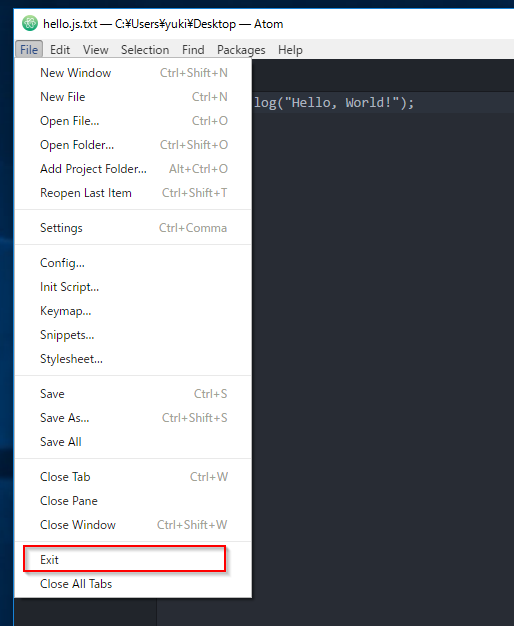 hello.js.txt — C:¥Users¥yuki¥Desktop — Atom
File Edit View Selection Find Packages Help
New Window Ctrl+Shift+N
log("Hello, World!");
New File Ctrl+N
Open File... Ctrl+O
Open Folder... Ctrl+Shift+O
Add Project Folder... Alt+Ctrl+O
Reopen Last Item Ctrl+Shift+T
Settings Ctrl+Comma
Config...
Init Script...
Keymap...
Snippets...
Stylesheet...
Save Ctrl+S
Save As... Ctrl+Shift+S
Save All
Close Tab Ctrl+W
Close Pane
Close Window Ctrl+Shift+W
Exit
Close All Tabs